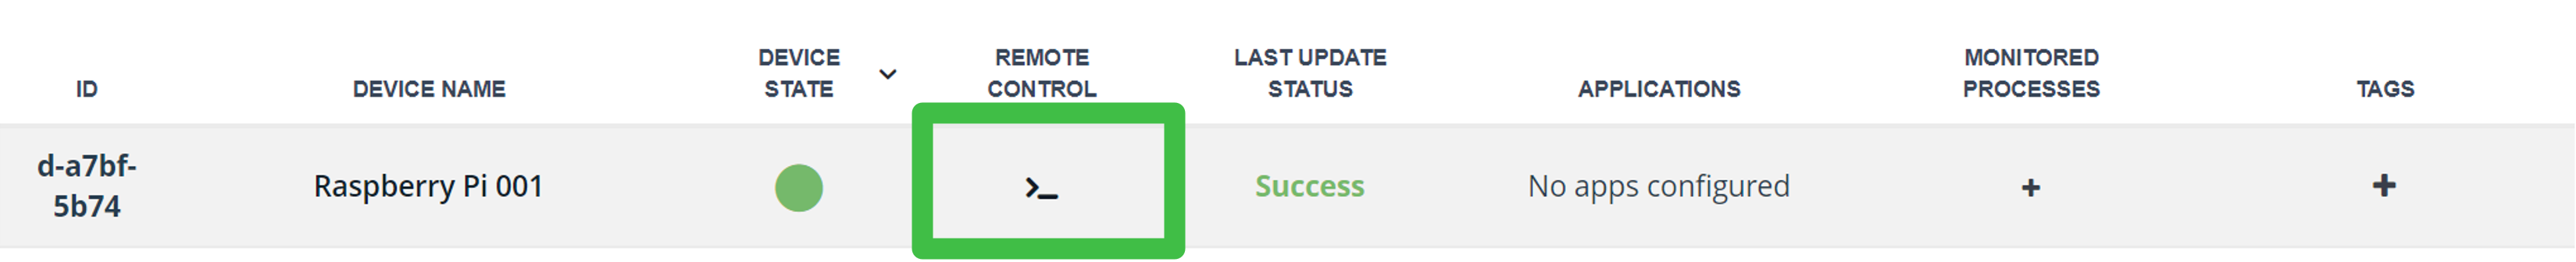 ID
DEVICE NAME
DEVICE
STATE
REMOTE
CONTROL
LAST UPDATE
STATUS
APPLICATIONS
MONITORED
PROCESSES
TAGS
d-a7bf-
5b74
Raspberry Pi 001
>_
Success
No apps configured
+
+